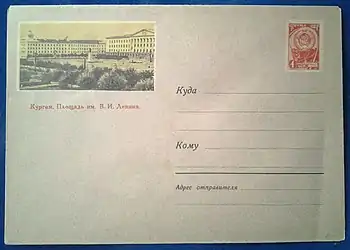 Курган. Площадь им. В. И. Ленина.
Куда
Кому
Адрес отправителя